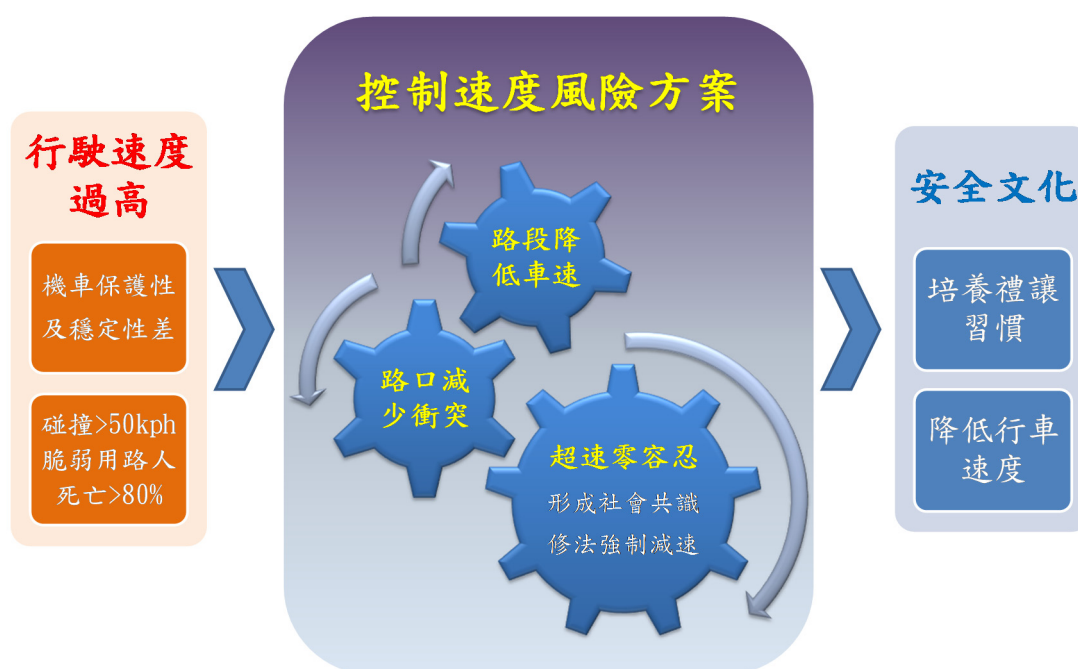 行駛速度
過高
機車保護性
及穩定性差
碰撞>50kph
脆弱用路人
死亡>80%
控制速度風險方案
路段降
低車速
路口減
少衝突
超速零容忍
形成社會共識
修法強制減速
安全文化
培養禮讓
習慣
降低行車
速度